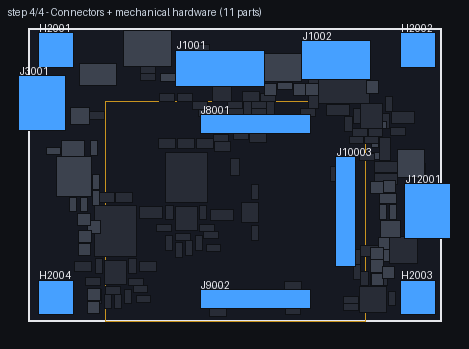 step 4/4 - Connectors + mechanical hardware (11 parts)
H2001
H2002
J1002
J1001
J3001
J8001
J10003
J12001
H2004
H2003
J9002